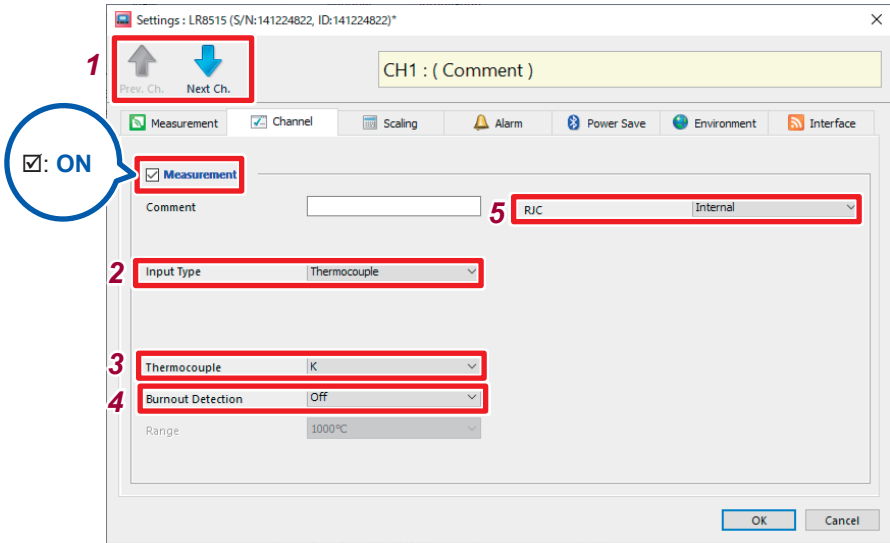 Settings : LR8515 (S/N:141224822, ID:141224822)*
1
Prev. Ch. Next Ch.
CH1 : ( Comment )
Measurement Channel Scaling Alarm Power Save Environment Interface
☑: ON
Measurement
Comment
5 RJC Internal
2 Input Type Thermocouple
3 Thermocouple K
4 Burnout Detection Off
Range 1000°C
OK Cancel